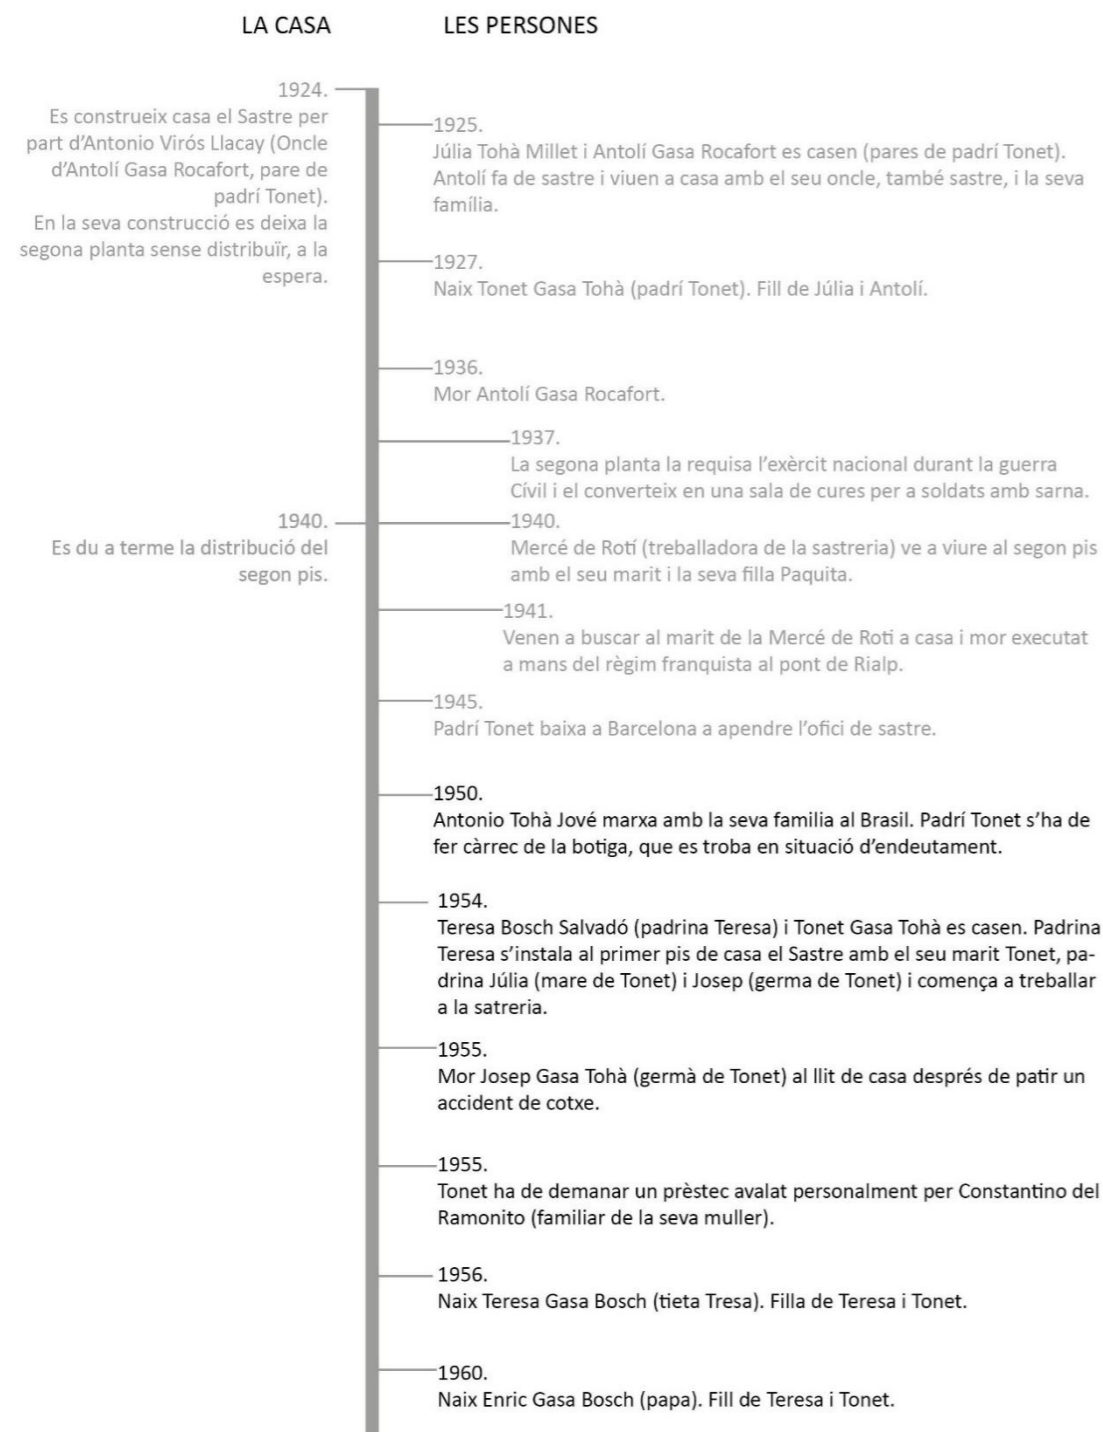 LA CASA
LES PERSONES
1924.
Es construeix casa el Sastre per
part d'Antonio Virós Llacay (Oncle
d'Antolí Gasa Rocafort, pare de
padrí Tonet).
En la seva construcció es deixa la
segona planta sense distribuïr, a la
espera.
1925.
Júlia Tohà Millet i Antolí Gasa Rocafort es casen (pares de padrí Tonet).
Antolí fa de sastre i viuen a casa amb el seu oncle, també sastre, i la seva
família.
1927.
Naix Tonet Gasa Tohà (padrí Tonet). Fill de Júlia i Antolí.
1936.
Mor Antolí Gasa Rocafort.
1937.
La segona planta la requisa l'exèrcit nacional durant la guerra
Cívil i el converteix en una sala de cures per a soldats amb sarna.
1940.
Es du a terme la distribució del
segon pis.
1940.
Mercé de Rotí (treballadora de la sastreria) ve a viure al segon pis
amb el seu marit i la seva filla Paquita.
1941.
Venen a buscar al marit de la Mercé de Roti a casa i mor executat
a mans del règim franquista al pont de Rialp.
1945.
Padrí Tonet baixa a Barcelona a apendre l'ofici de sastre.
1950.
Antonio Tohà Jové marxa amb la seva familia al Brasil. Padrí Tonet s'ha de
fer càrrec de la botiga, que es troba en situació d'endeutament.
1954.
Teresa Bosch Salvadó (padrina Teresa) i Tonet Gasa Tohà es casen. Padrina
Teresa s'instala al primer pis de casa el Sastre amb el seu marit Tonet, pa-
drina Júlia (mare de Tonet) i Josep (germa de Tonet) i comença a treballar
a la satreria.
1955.
Mor Josep Gasa Tohà (germà de Tonet) al llit de casa després de patir un
accident de cotxe.
1955.
Tonet ha de demanar un prèstec avalat personalment per Constantino del
Ramonito (familiar de la seva muller).
1956.
Naix Teresa Gasa Bosch (tieta Tresa). Filla de Teresa i Tonet.
1960.
Naix Enric Gasa Bosch (papa). Fill de Teresa i Tonet.